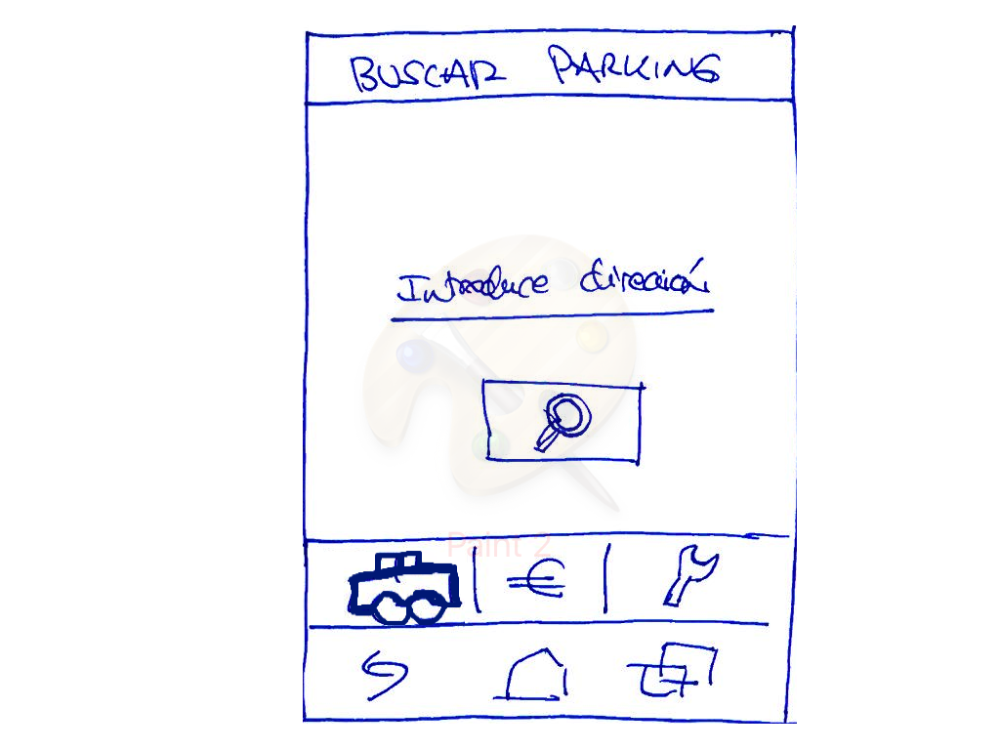 BUSCAR PARKING
Introduce dirección
Paint 2
€